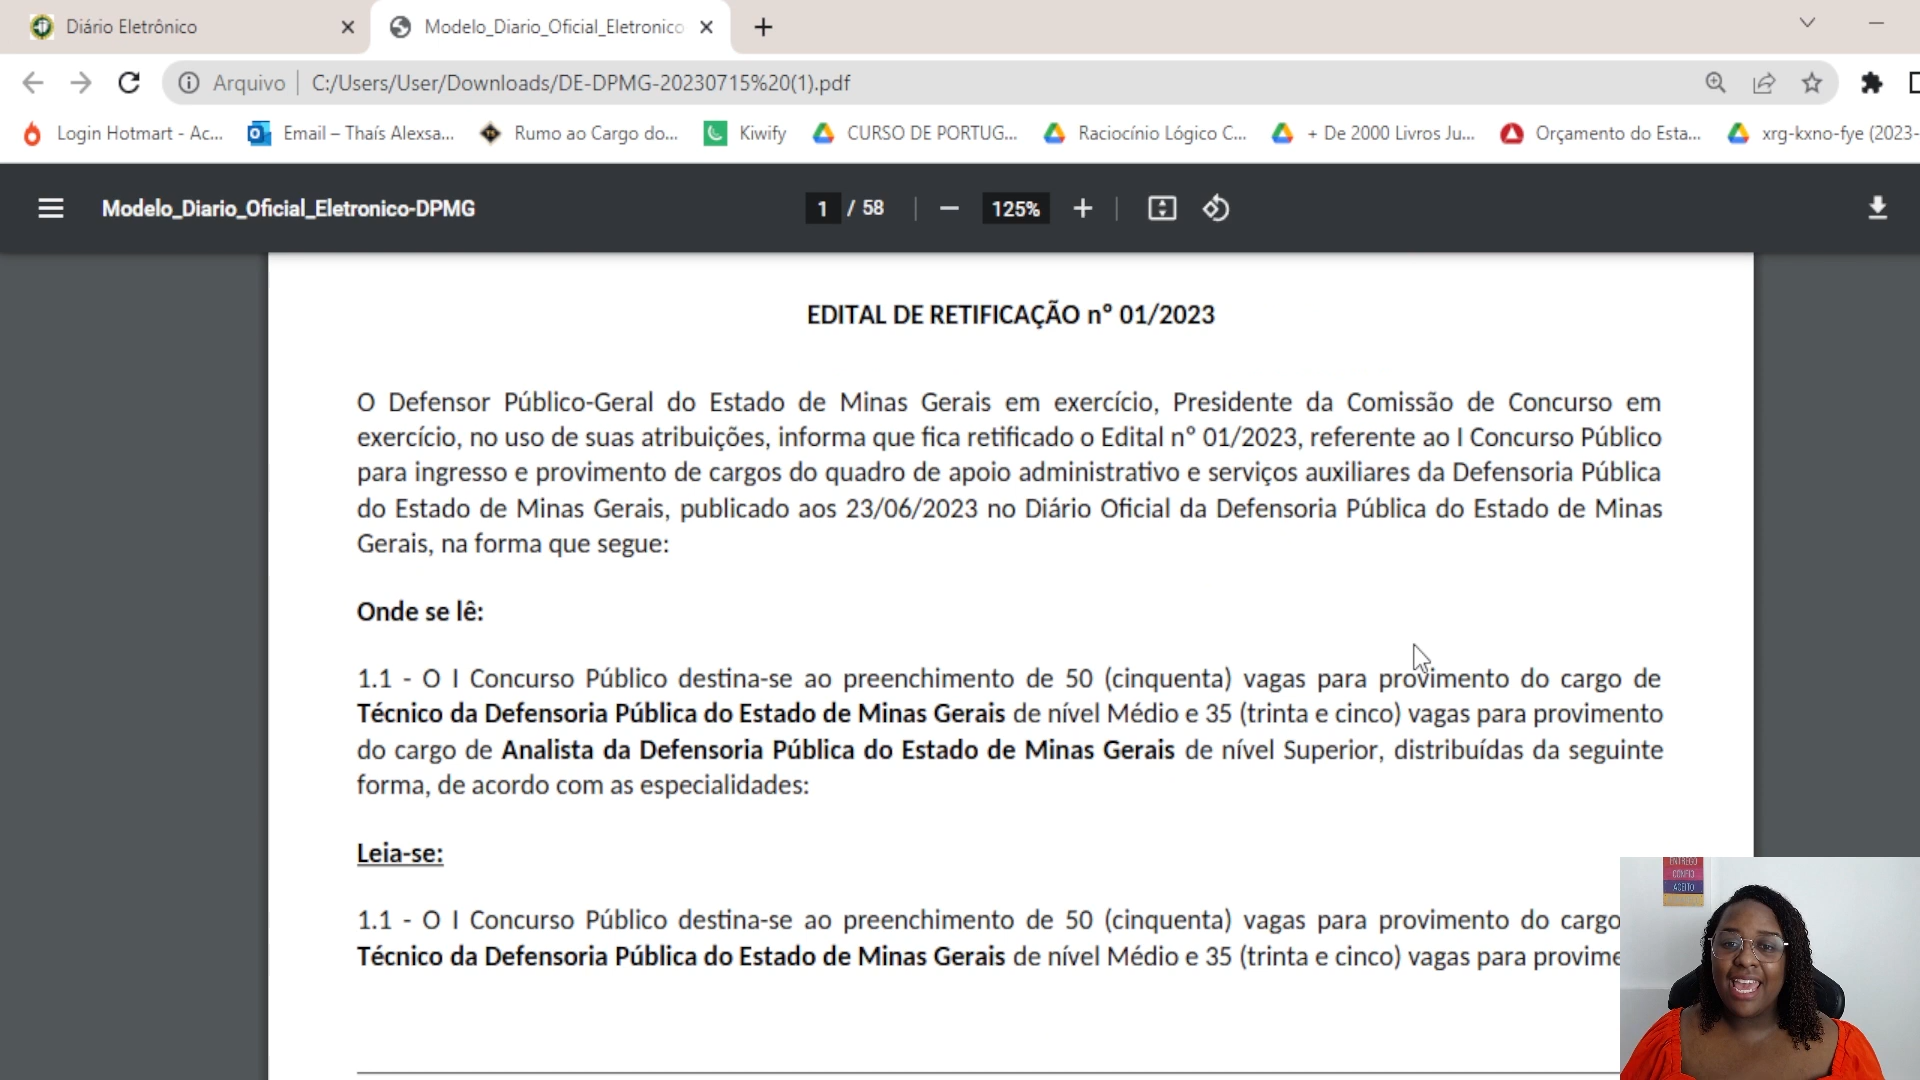 Diário Eletrônico
Modelo_Diario_Oficial_Eletronico
Arquivo C:/Users/User/Downloads/DE-DPMG-20230715%20(1).pdf
Login Hotmart - Ac... Email – Thaís Alexsa... Rumo ao Cargo do... Kiwify CURSO DE PORTUG... Raciocínio Lógico C... + De 2000 Livros Ju... Orçamento do Esta... xrg-kxno-fye (2023-
Modelo_Diario_Oficial_Eletronico-DPMG 1 / 58 125%
EDITAL DE RETIFICAÇÃO nº 01/2023
O Defensor Público-Geral do Estado de Minas Gerais em exercício, Presidente da Comissão de Concurso em
exercício, no uso de suas atribuições, informa que fica retificado o Edital nº 01/2023, referente ao I Concurso Público
para ingresso e provimento de cargos do quadro de apoio administrativo e serviços auxiliares da Defensoria Pública
do Estado de Minas Gerais, publicado aos 23/06/2023 no Diário Oficial da Defensoria Pública do Estado de Minas
Gerais, na forma que segue:
Onde se lê:
1.1 - O I Concurso Público destina-se ao preenchimento de 50 (cinquenta) vagas para provimento do cargo de
Técnico da Defensoria Pública do Estado de Minas Gerais de nível Médio e 35 (trinta e cinco) vagas para provimento
do cargo de Analista da Defensoria Pública do Estado de Minas Gerais de nível Superior, distribuídas da seguinte
forma, de acordo com as especialidades:
Leia-se:
1.1 - O I Concurso Público destina-se ao preenchimento de 50 (cinquenta) vagas para provimento do cargo
Técnico da Defensoria Pública do Estado de Minas Gerais de nível Médio e 35 (trinta e cinco) vagas para provime
ENTREGO
CONFIO
ACEITO